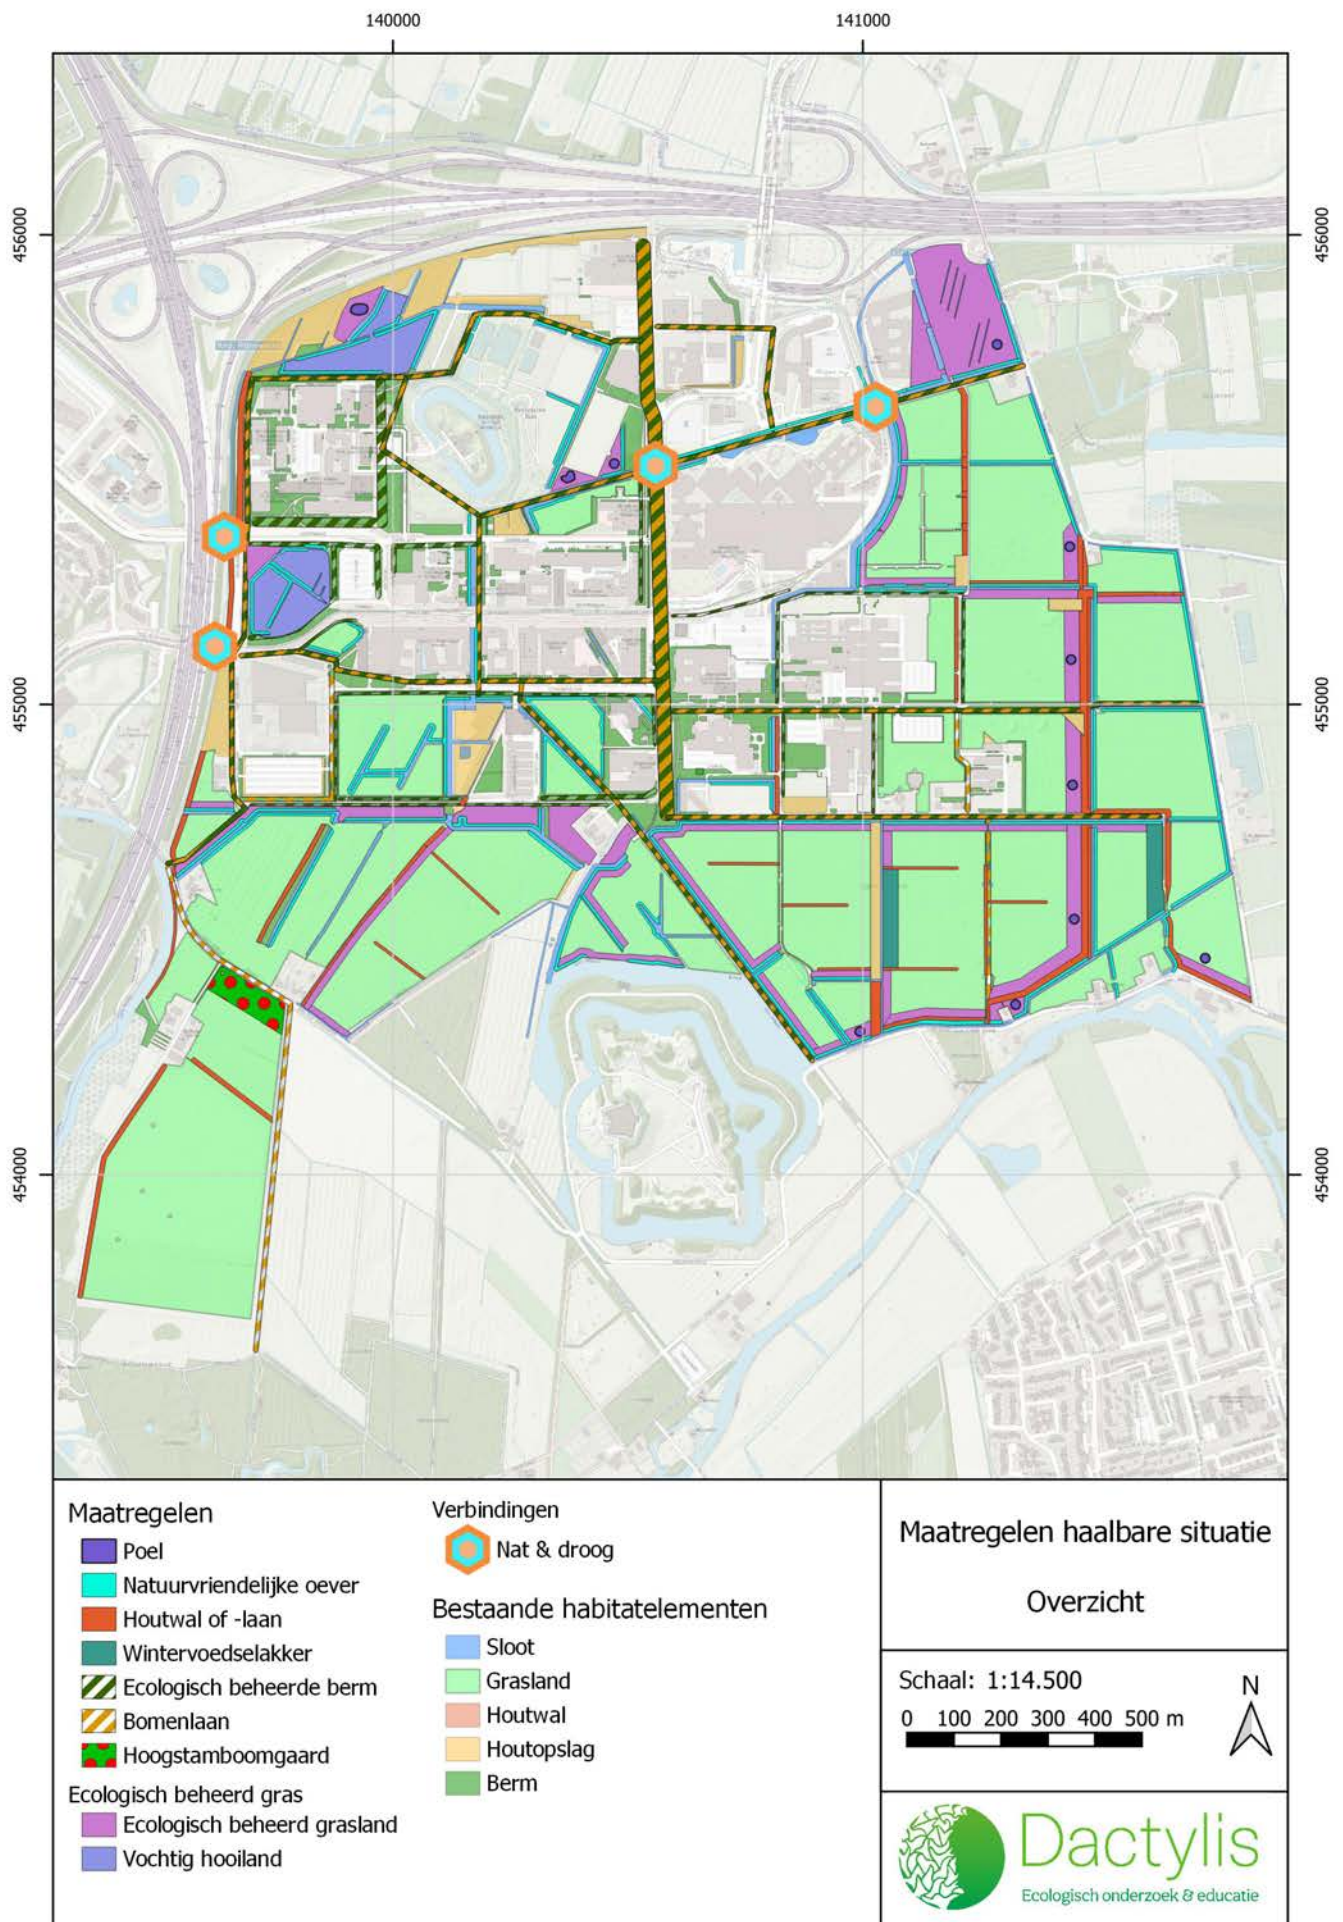 140000
141000
456000
456000
455000
455000
454000
454000
Maatregelen
Poel
Natuurvriendelijke oever
Houtwal of -laan
Wintervoedselakker
Ecologisch beheerde berm
Bomenlaan
Hoogstamboomgaard
Ecologisch beheerd gras
Ecologisch beheerd grasland
Vochtig hooiland
Verbindingen
Nat & droog
Bestaande habitatelementen
Sloot
Grasland
Houtwal
Houtopslag
Berm
Maatregelen haalbare situatie
Overzicht
Schaal: 1:14.500
0 100 200 300 400 500 m
N
Dactylis
Ecologisch onderzoek & educatie